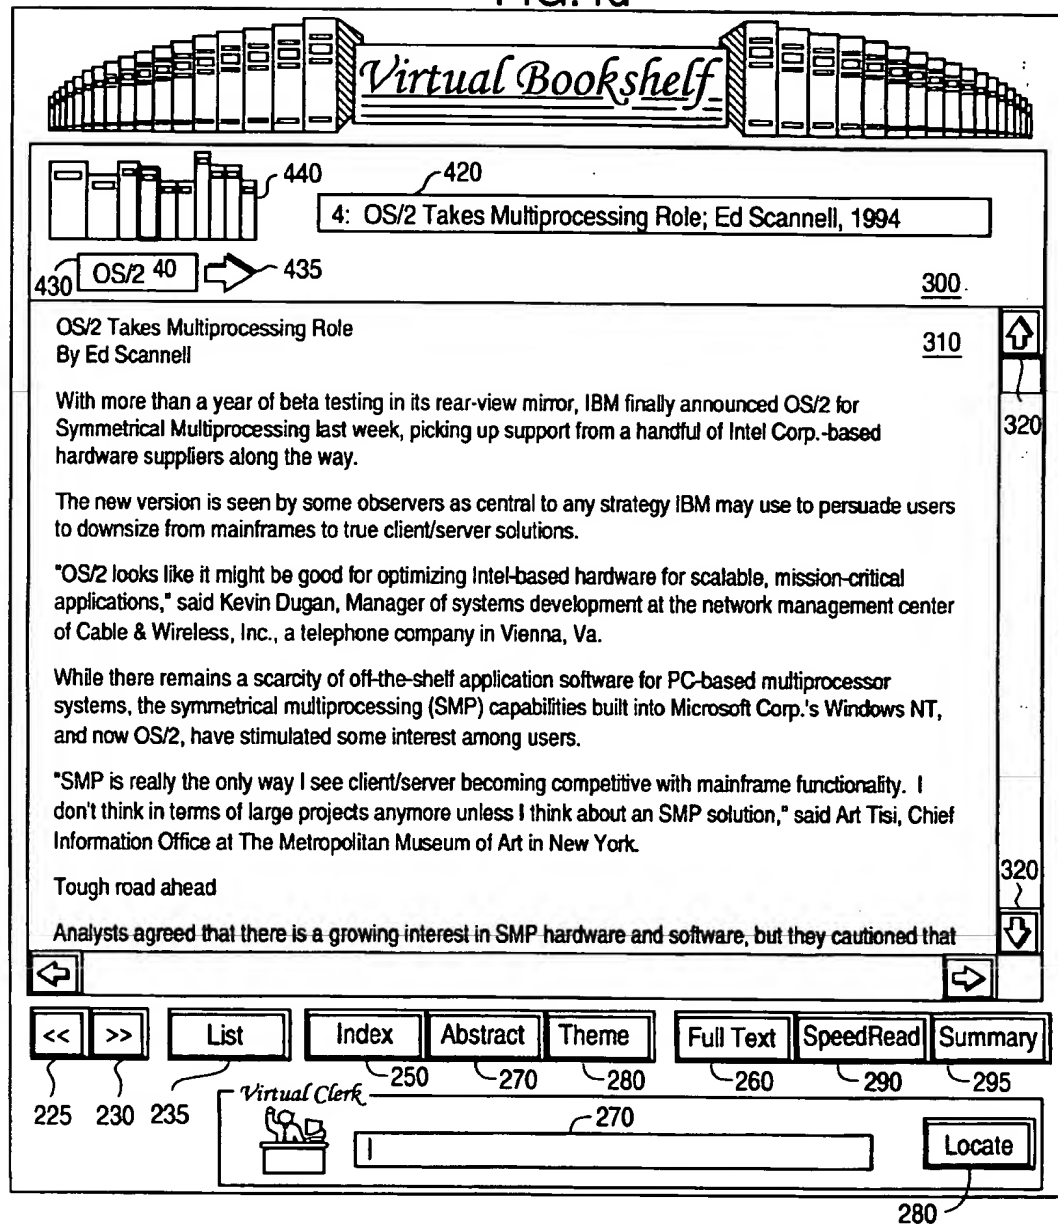 Virtual Bookshelf
440
420
4: OS/2 Takes Multiprocessing Role; Ed Scannell, 1994
430 OS/2 40 435
300
OS/2 Takes Multiprocessing Role 310
By Ed Scannell
With more than a year of beta testing in its rear-view mirror, IBM finally announced OS/2 for
Symmetrical Multiprocessing last week, picking up support from a handful of Intel Corp.-based 320
hardware suppliers along the way.
The new version is seen by some observers as central to any strategy IBM may use to persuade users
to downsize from mainframes to true client/server solutions.
"OS/2 looks like it might be good for optimizing Intel-based hardware for scalable, mission-critical
applications," said Kevin Dugan, Manager of systems development at the network management center
of Cable & Wireless, Inc., a telephone company in Vienna, Va.
While there remains a scarcity of off-the-shelf application software for PC-based multiprocessor
systems, the symmetrical multiprocessing (SMP) capabilities built into Microsoft Corp.'s Windows NT,
and now OS/2, have stimulated some interest among users.
"SMP is really the only way I see client/server becoming competitive with mainframe functionality. I
don't think in terms of large projects anymore unless I think about an SMP solution," said Art Tisi, Chief
Information Office at The Metropolitan Museum of Art in New York.
Tough road ahead 320
Analysts agreed that there is a growing interest in SMP hardware and software, but they cautioned that
<< >> List Index Abstract Theme Full Text SpeedRead Summary
250 270 280 260 290 295
225 230 235 Virtual Clerk
270
Locate
280